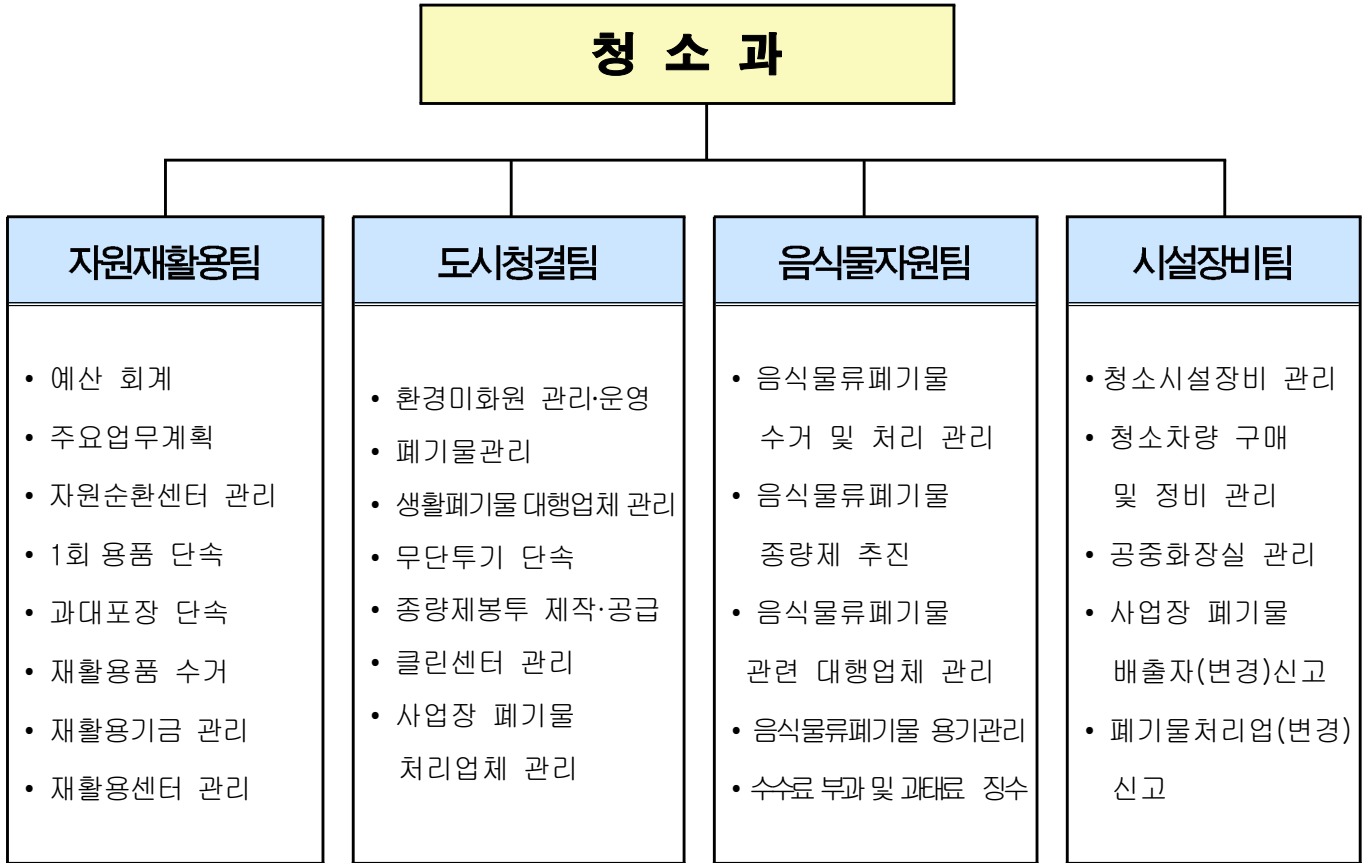 청 소 과
자원재활용팀
• 예산 회계
• 주요업무계획
• 자원순환센터 관리
• 1회 용품 단속
• 과대포장 단속
• 재활용품 수거
• 재활용기금 관리
• 재활용센터 관리
도시청결팀
• 환경미화원 관리·운영
• 폐기물관리
• 생활폐기물 대행업체 관리
• 무단투기 단속
• 종량제봉투 제작·공급
• 클린센터 관리
• 사업장 폐기물
처리업체 관리
음식물자원팀
• 음식물류폐기물
수거 및 처리 관리
• 음식물류폐기물
종량제 추진
• 음식물류폐기물
관련 대행업체 관리
• 음식물류폐기물 용기관리
• 수수료 부과 및 과태료 징수
시설장비팀
• 청소시설장비 관리
• 청소차량 구매
및 정비 관리
• 공중화장실 관리
• 사업장 폐기물
배출자(변경)신고
• 폐기물처리업(변경)
신고